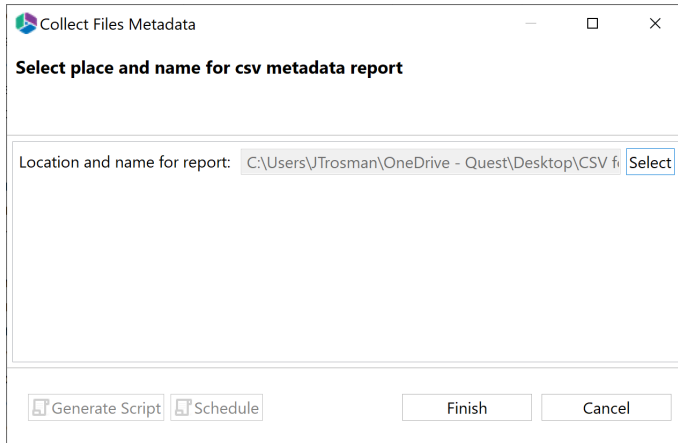 Collect Files Metadata
Select place and name for csv metadata report
Location and name for report: C:\Users\JTrosman\OneDrive - Quest\Desktop\CSV Select
Generate Script Schedule Finish Cancel